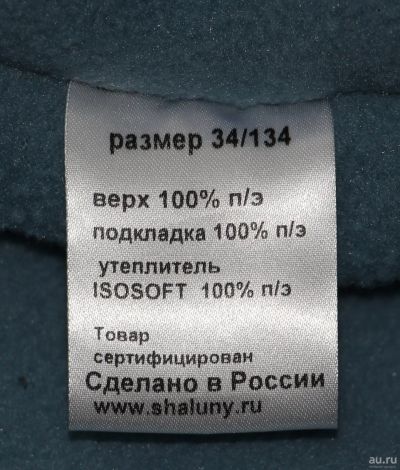 размер 34/134
верх 100% п/э
подкладка 100% п/э
утеплитель
ISOSOFT 100% п/э
Товар
сертифицирован
Сделано в России
www.shaluny.ru
au.ru